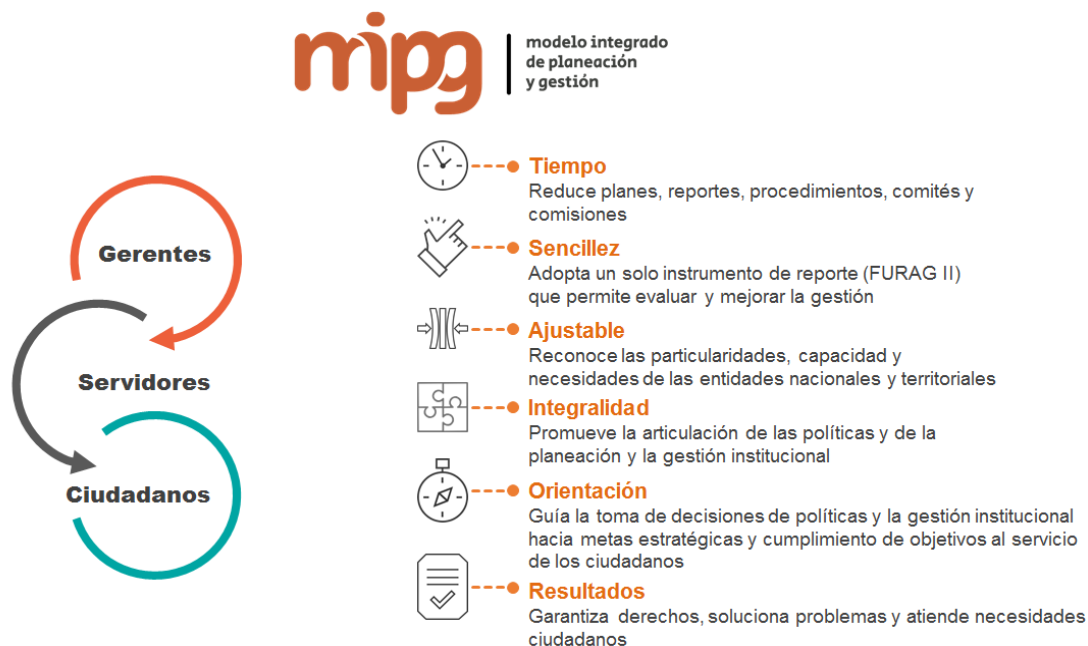 mipg
modelo integrado
de planeación
y gestión
Gerentes
Servidores
Ciudadanos
Tiempo
Reduce planes, reportes, procedimientos, comités y
comisiones
Sencillez
Adopta un solo instrumento de reporte (FURAG II)
que permite evaluar y mejorar la gestión
Ajustable
Reconoce las particularidades, capacidad y
necesidades de las entidades nacionales y territoriales
Integralidad
Promueve la articulación de las políticas y de la
planeación y la gestión institucional
Orientación
Guía la toma de decisiones de políticas y la gestión institucional
hacia metas estratégicas y cumplimiento de objetivos al servicio
de los ciudadanos
Resultados
Garantiza derechos, soluciona problemas y atiende necesidades
ciudadanos